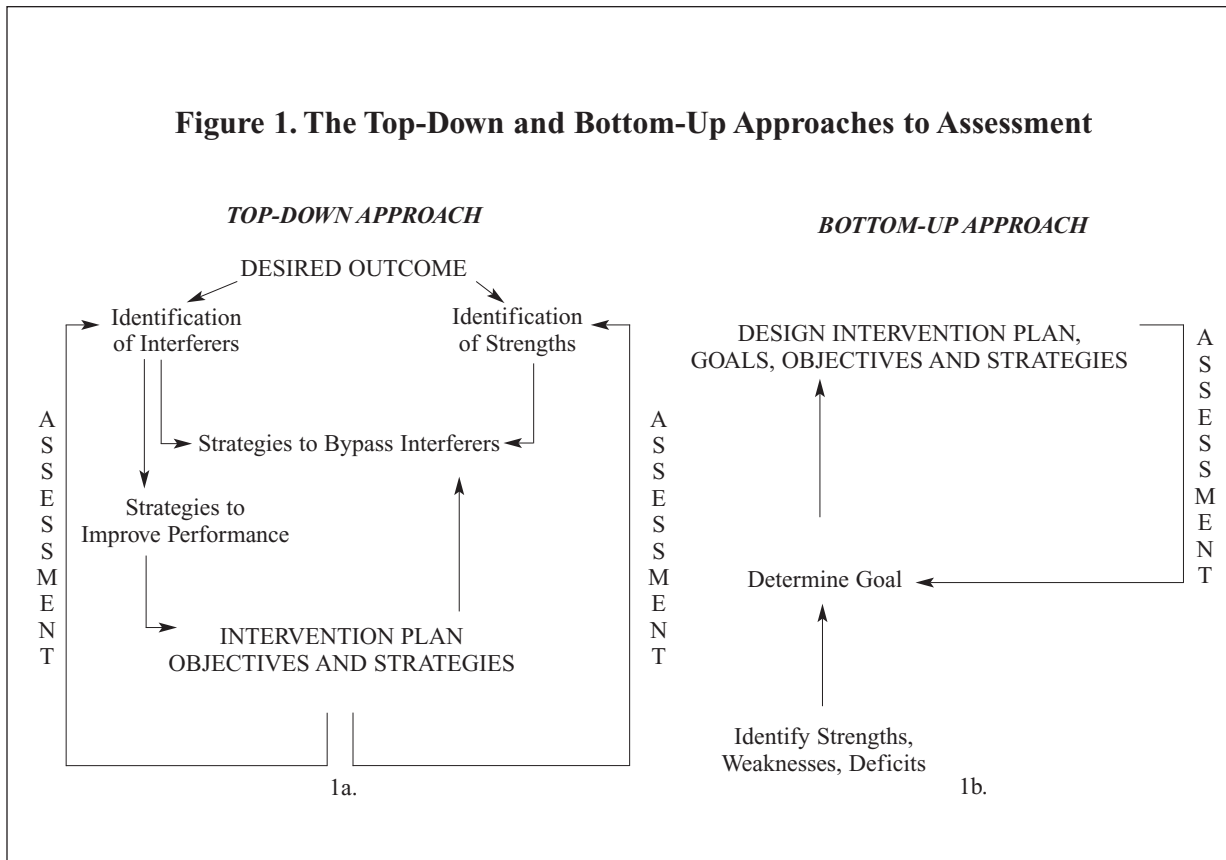 Figure 1. The Top-Down and Bottom-Up Approaches to Assessment
TOP-DOWN APPROACH
DESIRED OUTCOME
Identification
of Interferers
Identification
of Strengths
Strategies to Bypass Interferers
Strategies to
Improve Performance
INTERVENTION PLAN
OBJECTIVES AND STRATEGIES
ASSESSMENT
ASSESSMENT
1a.
BOTTOM-UP APPROACH
DESIGN INTERVENTION PLAN,
GOALS, OBJECTIVES AND STRATEGIES
Determine Goal
Identify Strengths,
Weaknesses, Deficits
ASSESSMENT
1b.